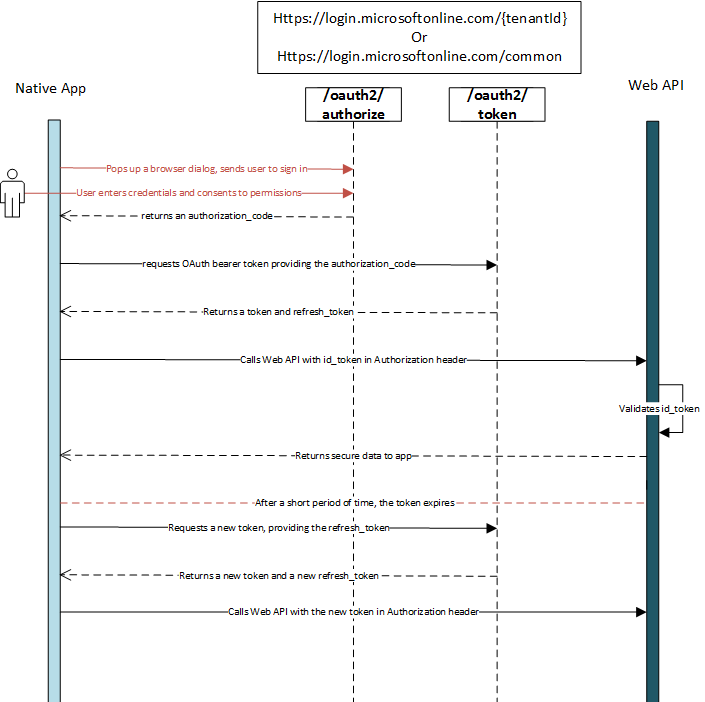 Https://login.microsoftonline.com/{tenantId}
Or
Https://login.microsoftonline.com/common
Native App
/oauth2/
authorize
/oauth2/
token
Web API
Pops up a browser dialog, sends user to sign in
User enters credentials and consents to permissions
returns an authorization_code
requests OAuth bearer token providing the authorization_code
Returns a token and refresh_token
Calls Web API with id_token in Authorization header
Validates id_token
Returns secure data to app
After a short period of time, the token expires
Requests a new token, providing the refresh_token
Returns a new token and a new refresh_token
Calls Web API with the new token in Authorization header